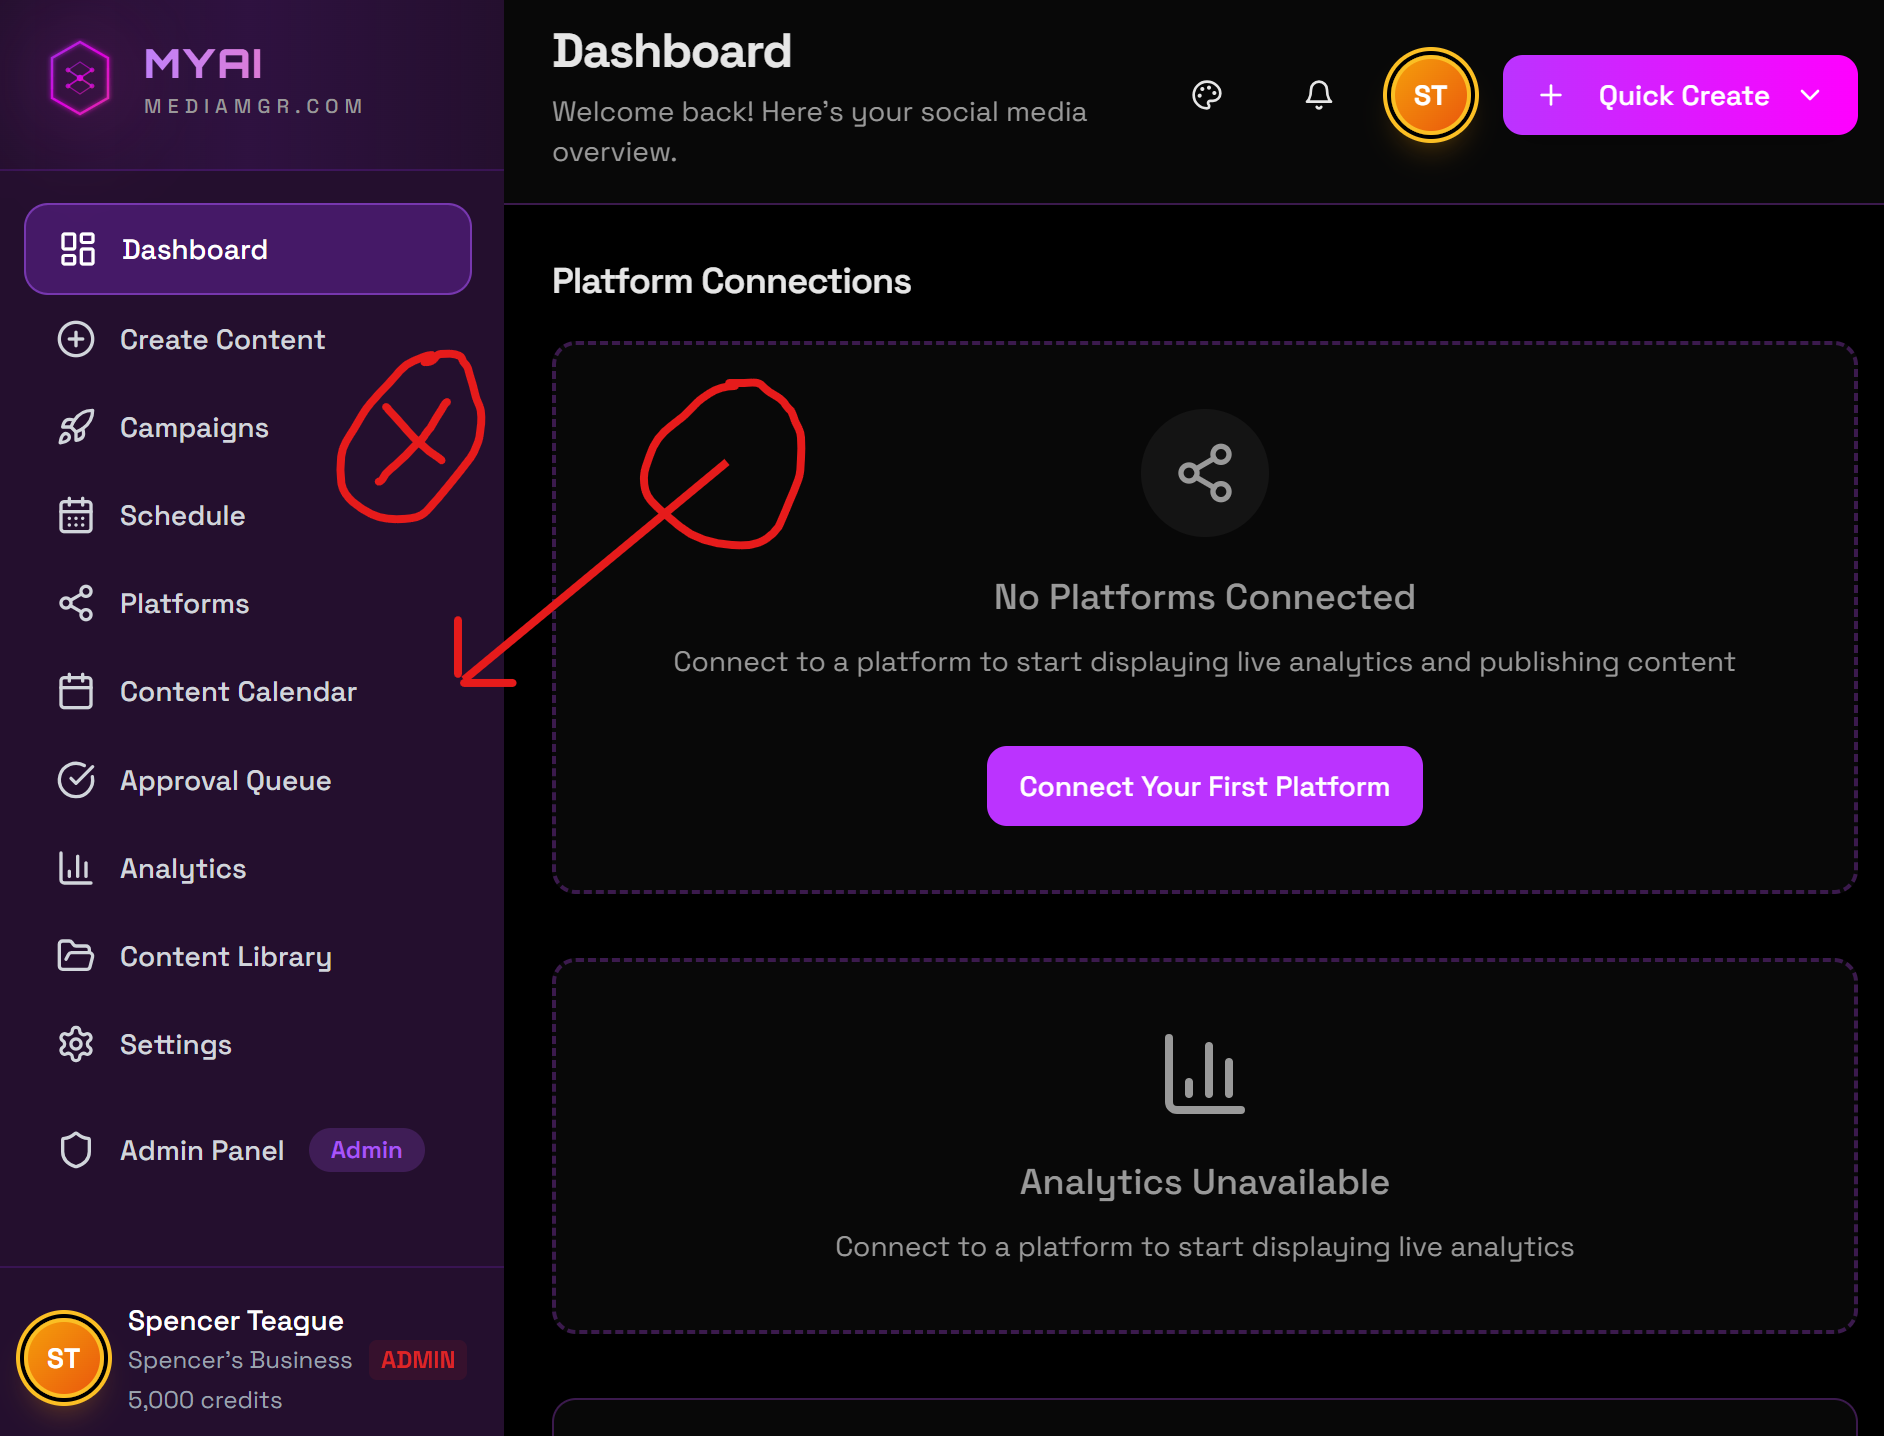 MYAI
MEDIAMGR.COM
Dashboard
Create Content
Campaigns
Schedule
Platforms
Content Calendar
Approval Queue
Analytics
Content Library
Settings
Admin Panel Admin
ST
Spencer Teague
Spencer's Business ADMIN
5,000 credits
Dashboard
Welcome back! Here's your social media
overview.
ST
Quick Create
Platform Connections
No Platforms Connected
Connect to a platform to start displaying live analytics and publishing content
Connect Your First Platform
Analytics Unavailable
Connect to a platform to start displaying live analytics